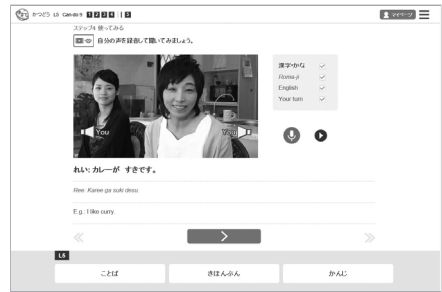 かつどう L5 Can-do 9 1 2 3 4 | 5
マイページ
ステップ4 使ってみる
自分の声を録音して聞いてみましょう。
漢字・かな
Roma-ji
English
Your turn
You
You
れい: カレーが すきです。
Ree: Karee ga suki desu.
E.g.: I like curry.
L5
ことば
きほんぶん
かんじ